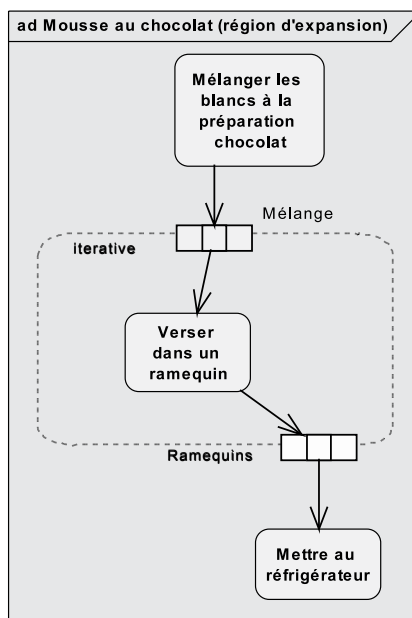 ad Mousse au chocolat (région d'expansion)
Mélanger les
blancs à la
préparation
chocolat
Mélange
iterative
Verser
dans un
ramequin
Ramequins
Mettre au
réfrigérateur